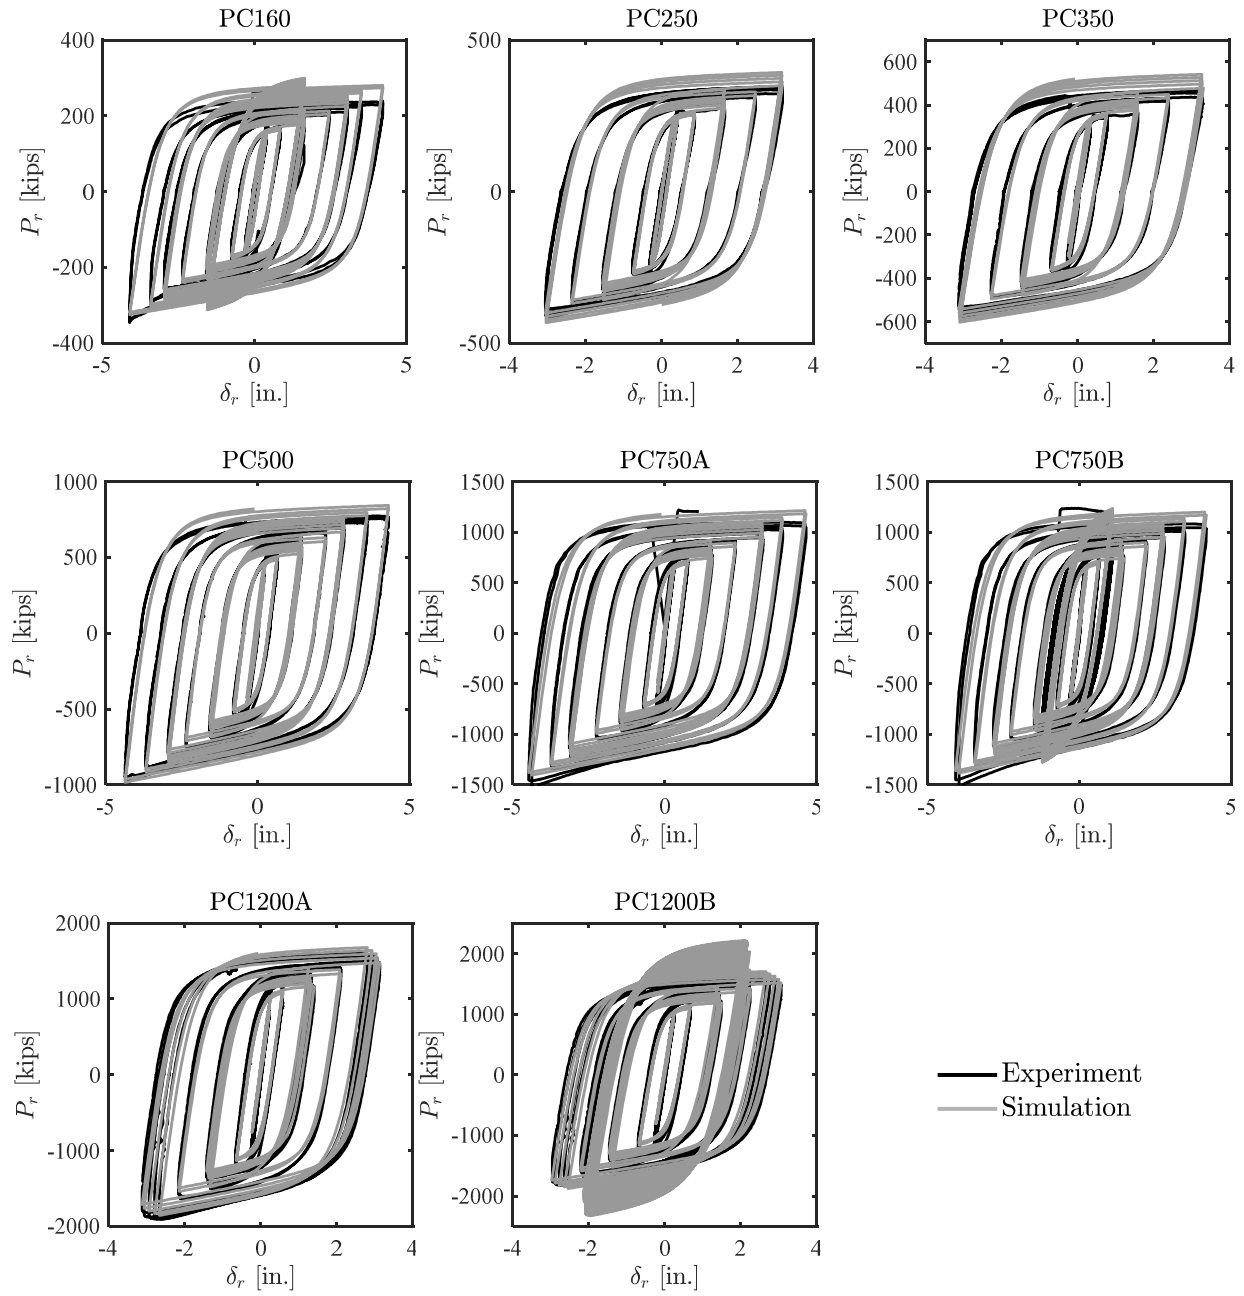 PC160
PC250
PC350
400
200
0
-200
-400
-5
0
5
P_r [kips]
δ_r [in.]
500
0
-500
-4
-2
0
2
4
P_r [kips]
δ_r [in.]
600
400
200
0
-200
-400
-600
-4
-2
0
2
4
P_r [kips]
δ_r [in.]
PC500
PC750A
PC750B
1000
500
0
-500
-1000
-5
0
5
P_r [kips]
δ_r [in.]
1500
1000
500
0
-500
-1000
-1500
-5
0
5
P_r [kips]
δ_r [in.]
1500
1000
500
0
-500
-1000
-1500
-5
0
5
P_r [kips]
δ_r [in.]
PC1200A
PC1200B
2000
1000
0
-1000
-2000
-4
-2
0
2
4
P_r [kips]
δ_r [in.]
2000
1000
0
-1000
-2000
-4
-2
0
2
4
P_r [kips]
δ_r [in.]
Experiment
Simulation